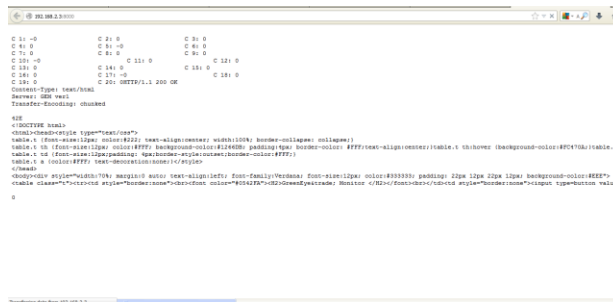 192.168.2.3:8000
C 1: -0 C 2: 0 C 3: 0
C 4: 0 C 5: -0 C 6: 0
C 7: 0 C 8: 0 C 9: 0
C 10: -0 C 11: 0 C 12: 0
C 13: 0 C 14: 0 C 15: 0
C 16: 0 C 17: -0 C 18: 0
C 19: 0 C 20: 0HTTP/1.1 200 OK
Content-Type: text/html
Server: GEM ver1
Transfer-Encoding: chunked
62E
<!DOCTYPE html>
<html><head><style type="text/css">
table.t {font-size:12px; color:#222; text-align:center; width:100%; border-collapse: collapse;}
table.t th {font-size:12px; color:#FFF; background-color:#1246DB; padding:4px; border-color: #FFF;text-align:center;}table.t th:hover {background-color:#FC470A;}table.
table.t td {font-size:12px;padding: 4px;border-style:outset;border-color:#FFF;}
table.t a {color:#FFF; text-decoration:none;}</style>
</head>
<body><div style="width:70%; margin:0 auto; text-align:left; font-family:Verdana; font-size:12px; color:#333333; padding: 22px 12px 22px 12px; background-color:#EEE">
<table class="t"><tr><td style="border:none"><br><font color="#0542FA"><H2>GreenEye&trade; Monitor </H2></font><br></td><td style="border:none"><input type=button valu
0